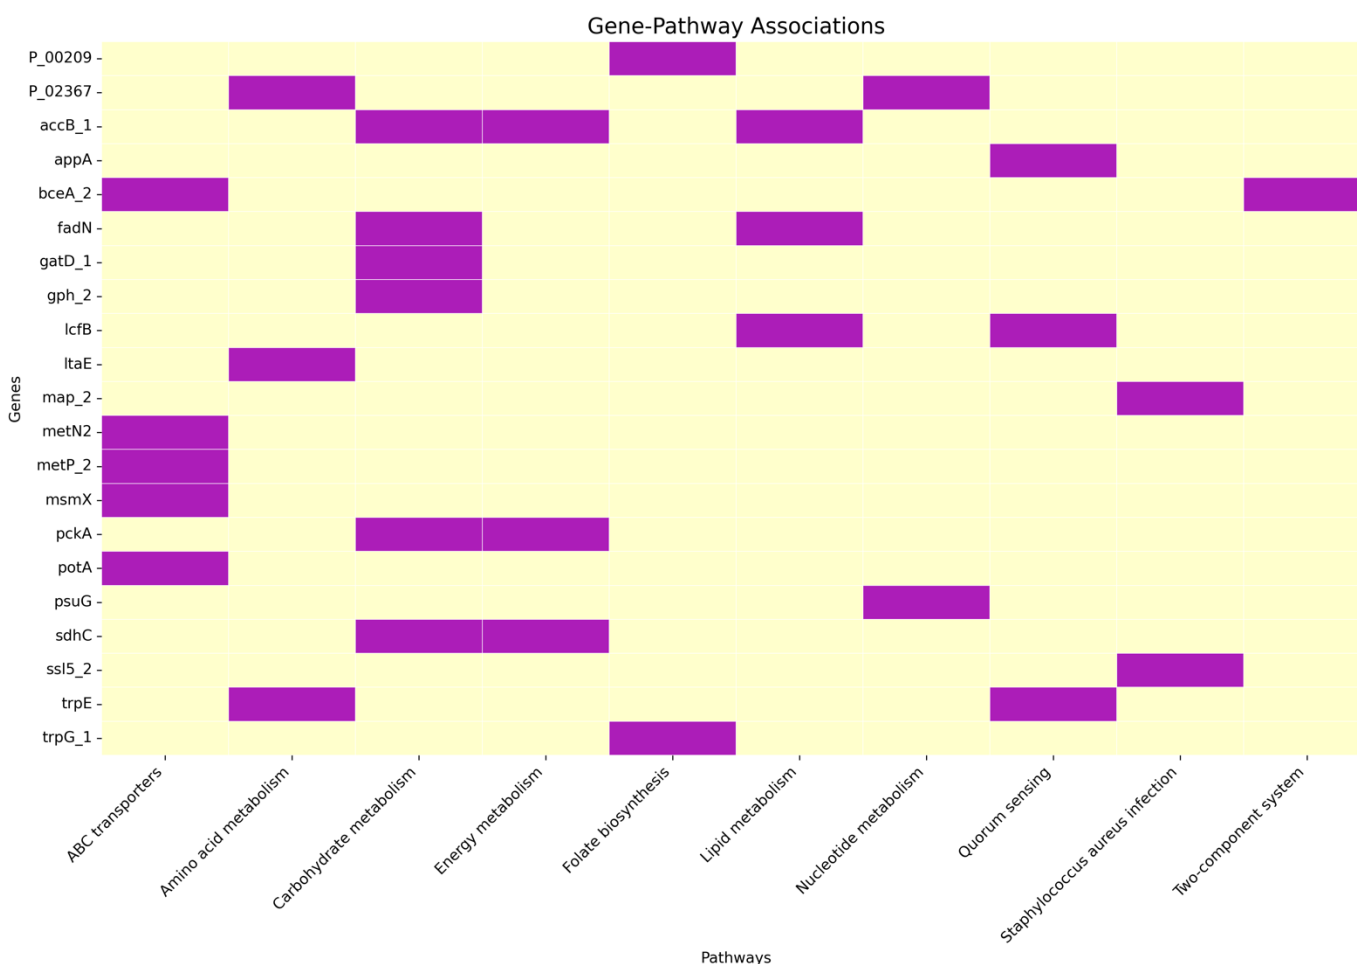 Gene-Pathway Associations
Genes
P_00209
P_02367
accB_1
appA
bceA_2
fadN
gatD_1
gph_2
lcfB
ltaE
map_2
metN2
metP_2
msmX
pckA
potA
psuG
sdhC
ssl5_2
trpE
trpG_1
ABC transporters
Amino acid metabolism
Carbohydrate metabolism
Energy metabolism
Folate biosynthesis
Lipid metabolism
Nucleotide metabolism
Quorum sensing
Staphylococcus aureus infection
Two-component system
Pathways